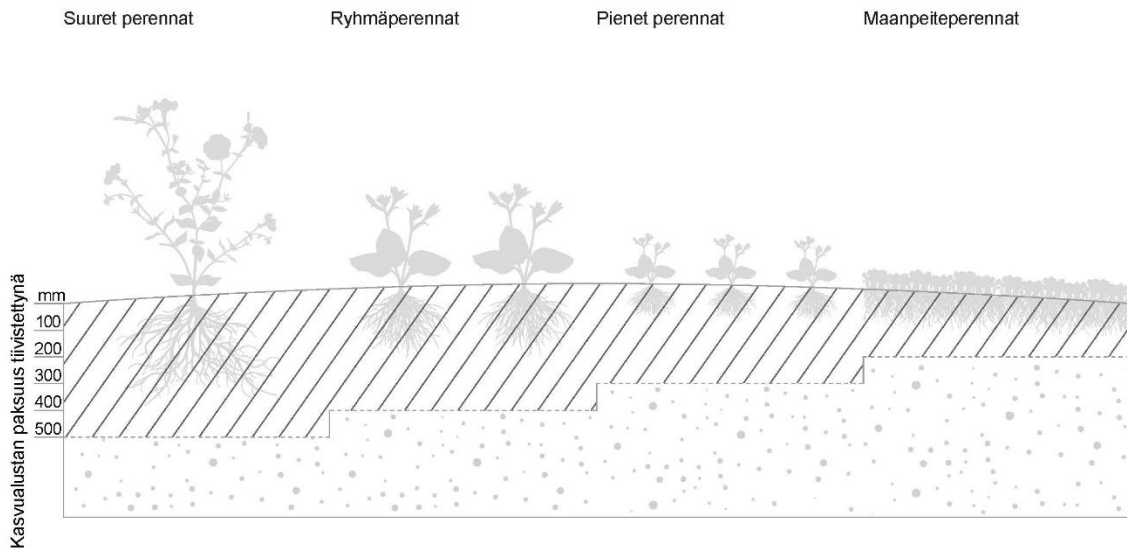 Suuret perennat
Ryhmäperennat
Pienet perennat
Maanpeiteperennat
Kasvualustan paksuus tiivistettynä
mm
100
200
300
400
500